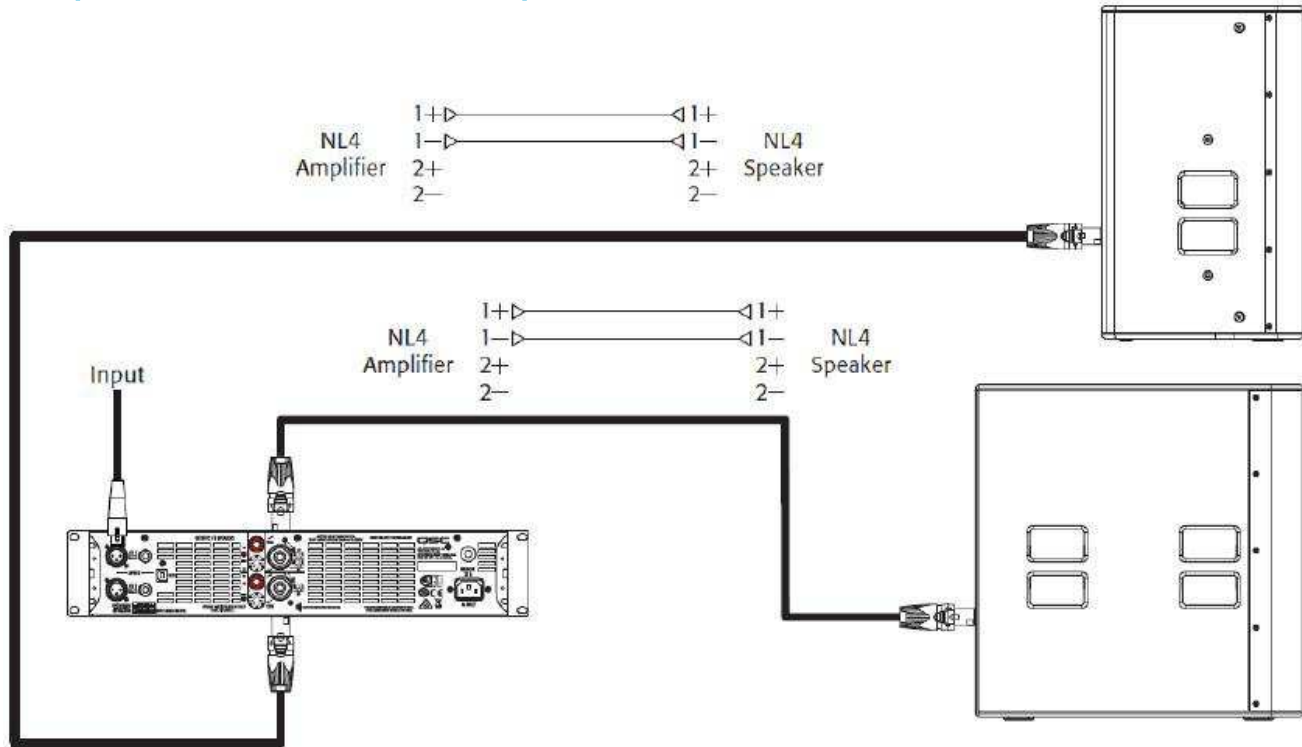 1+ 1+
NL4 1— 1— NL4
Amplifier 2+ 2+ Speaker
2— 2—
1+ 1+
NL4 1— 1— NL4
Amplifier 2+ 2+ Speaker
2— 2—
Input
QSC